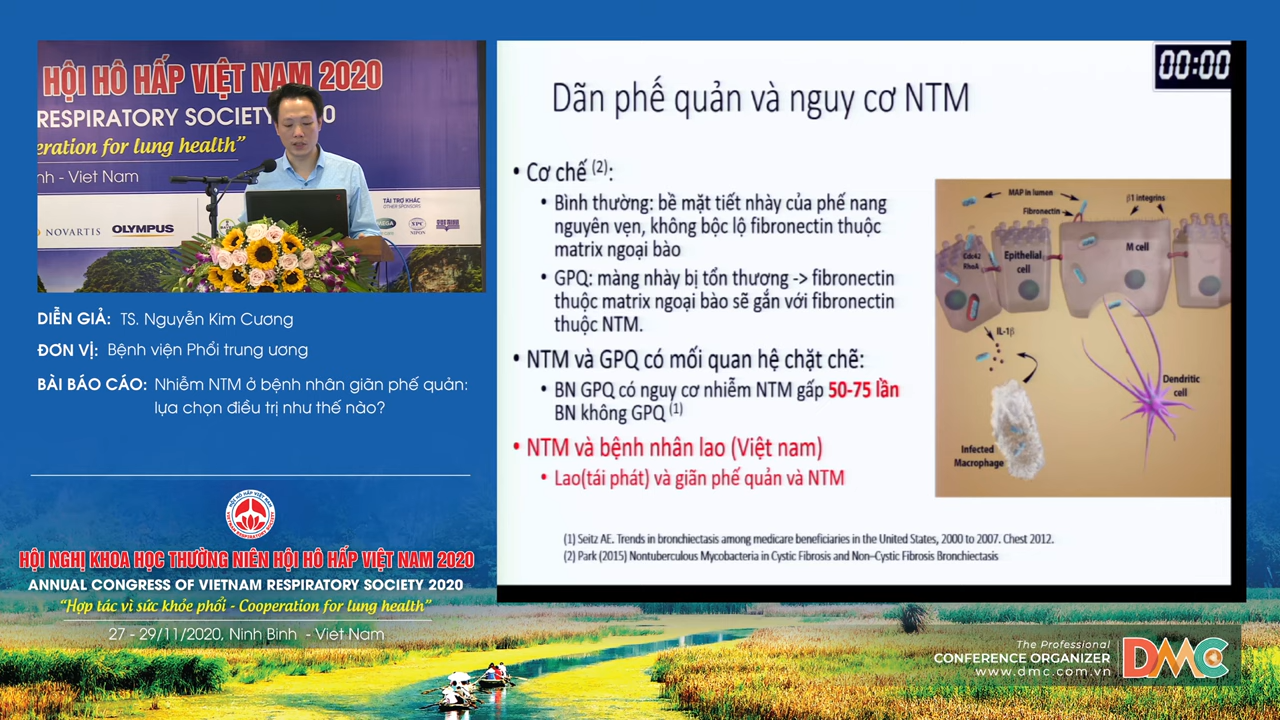 HỘI HÔ HẤP VIỆT NAM 2020
RESPIRATORY SOCIETY
eration for lung health”
nh - Viet Nam
TÀI TRỢ KHÁC
OTHER SPONSORS
NOVARTIS
OLYMPUS
DIỄN GIẢ: TS. Nguyễn Kim Cương
ĐƠN VỊ: Bệnh viện Phổi trung ương
BÀI BÁO CÁO: Nhiễm NTM ở bệnh nhân giãn phế quản:
lựa chọn điều trị như thế nào?
HỘI NGHỊ KHOA HỌC THƯỜNG NIÊN HỘI HÔ HẤP VIỆT NAM 2020
ANNUAL CONGRESS OF VIETNAM RESPIRATORY SOCIETY 2020
“Hợp tác vì sức khỏe phổi - Cooperation for lung health”
27 - 29/11/2020, Ninh Binh - Viet Nam
00:00
Dãn phế quản và nguy cơ NTM
• Cơ chế (2):
• Bình thường: bề mặt tiết nhày của phế nang
nguyên vẹn, không bộc lộ fibronectin thuộc
matrix ngoại bào
• GPQ: màng nhày bị tổn thương -> fibronectin
thuộc matrix ngoại bào sẽ gắn với fibronectin
thuộc NTM.
• NTM và GPQ có mối quan hệ chặt chẽ:
• BN GPQ có nguy cơ nhiễm NTM gấp 50-75 lần
BN không GPQ (1)
• NTM và bệnh nhân lao (Việt nam)
• Lao(tái phát) và giãn phế quản và NTM
MAP in lumen
β1 integrins
Fibronectin
Cdc42
RhoA
Epithelial
cell
M cell
IL-1β
Dendritic
cell
Infected
Macrophage
(1) Seitz AE. Trends in bronchiectasis among medicare beneficiaries in the United States, 2000 to 2007. Chest 2012.
(2) Park (2015) Nontuberculous Mycobacteria in Cystic Fibrosis and Non–Cystic Fibrosis Bronchiectasis
The Professional
CONFERENCE ORGANIZER
www.dmc.com.vn
DMC